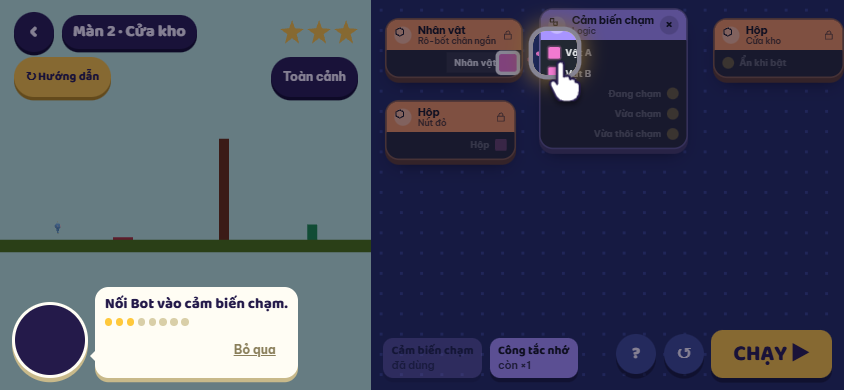 Màn 2 · Cửa kho
↻ Hướng dẫn
Toàn cảnh
Nối Bot vào cảm biến chạm.
Bỏ qua
Nhân vật
Rô-bốt chân ngắn
Nhân vật
Hộp
Nút đỏ
Hộp
Cảm biến chạm
Logic
Vật A
Vật B
Đang chạm
Vừa chạm
Vừa thôi chạm
Hộp
Cửa kho
Ẩn khi bật
Cảm biến chạm
đã dùng
Công tắc nhớ
còn ×1
?
CHẠY